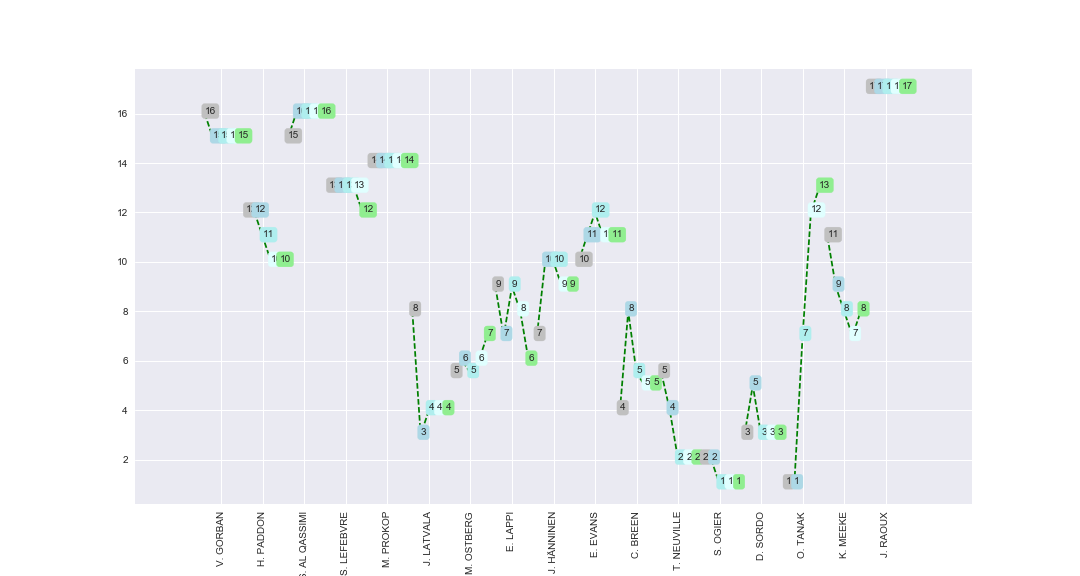 17
16
16
16
15
15
14
14
13
13
12
12
12
12
12
11
11
11
11
10
10
10
10
9 9 9 9 9
8
8 8 8 8 8
7 7 7 7 7
6
6 6 6
5 5 5 5
5 5 5
4
4 4 4 4 4
3 3 3 3 3
2
2 2 2 2 2
1 1 1 1 1
V. GORBAN
H. PADDON
AL QASSIMI
S. LEFEBVRE
M. PROKOP
J. LATVALA
M. OSTBERG
E. LAPPI
J. HANNINEN
E. EVANS
C. BREEN
T. NEUVILLE
S. OGIER
D. SORDO
O. TANAK
K. MEEKE
J. RAOUX